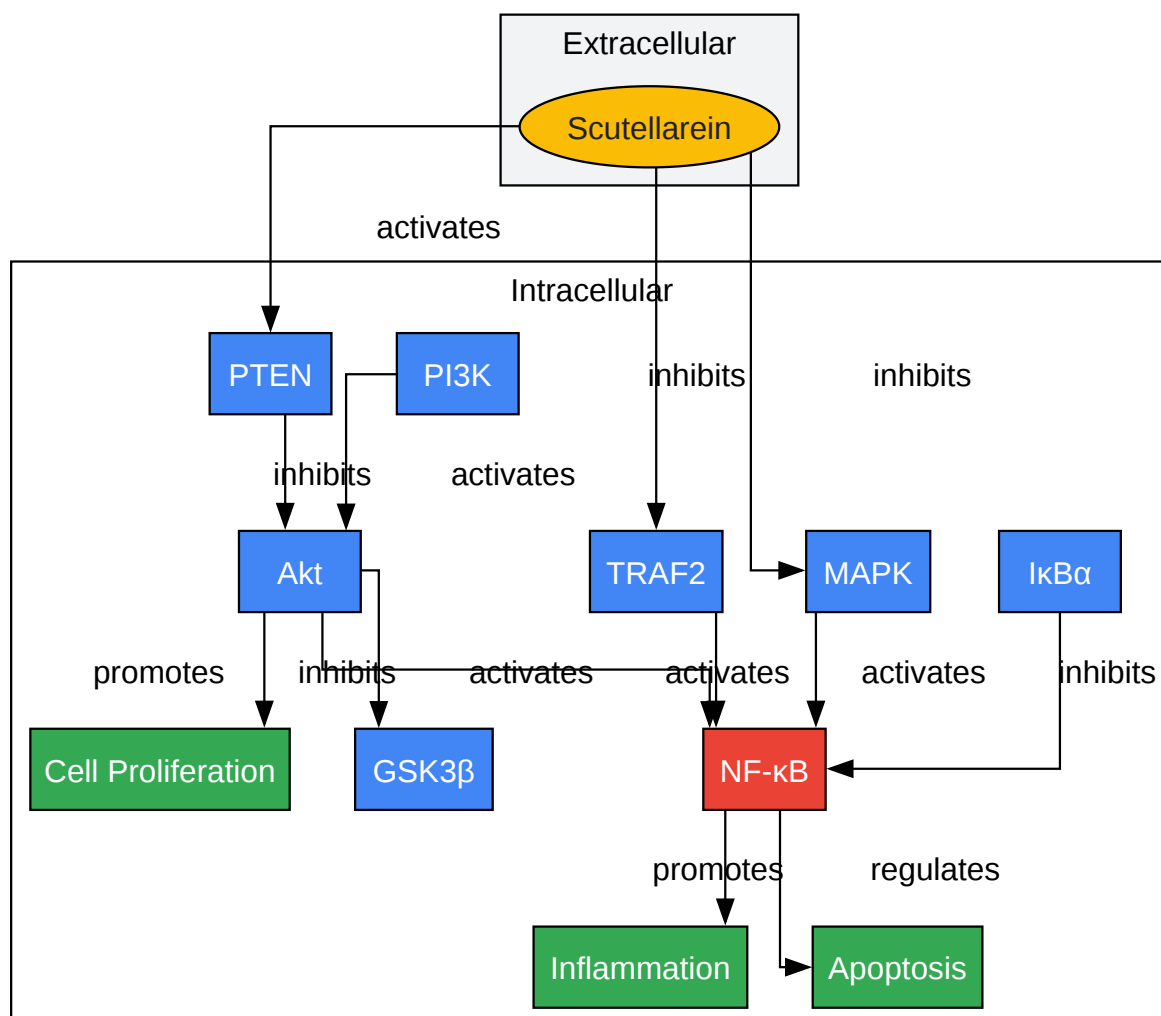 Extracellular
Scutellarein
activates
Intracellular
PTEN
PI3K
inhibits
inhibits
inhibits
activates
Akt
TRAF2
MAPK
IκBα
promotes
inhibits
activates
activates
activates
inhibits
Cell Proliferation
GSK3β
NF-κB
promotes
regulates
Inflammation
Apoptosis